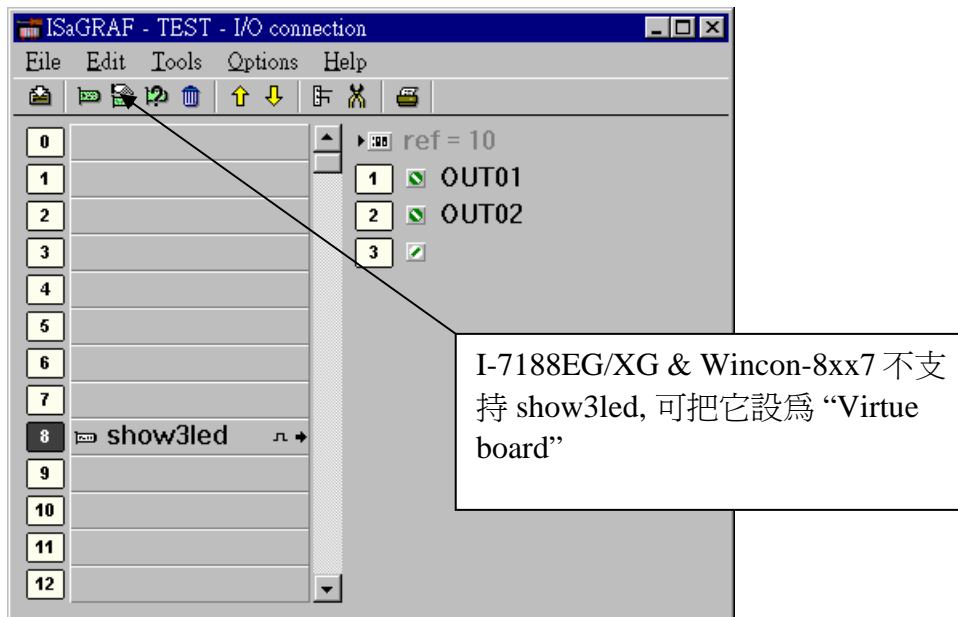 ISaGRAF - TEST - I/O connection
File Edit Tools Options Help
0
1
2
3
4
5
6
7
8 show3led
9
10
11
12
ref = 10
1 OUT01
2 OUT02
3
I-7188EG/XG & Wincon-8xx7 不支
持 show3led, 可把它設爲 “Virtue
board”